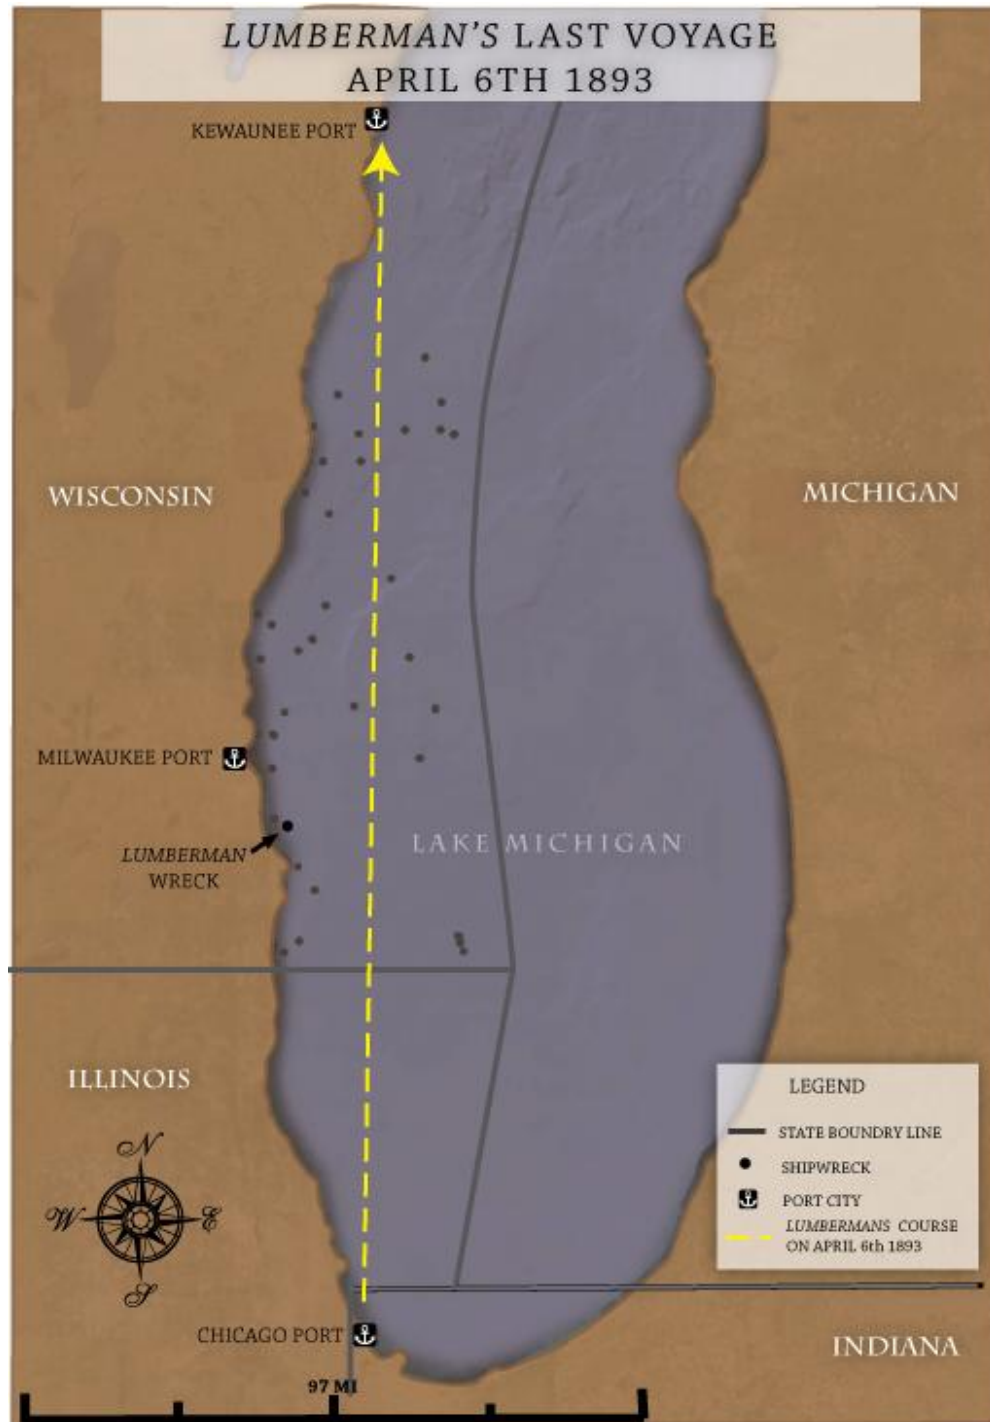 LUMBERMAN'S LAST VOYAGE
APRIL 6TH 1893
KEWAUNEE PORT
WISCONSIN
MICHIGAN
MILWAUKEE PORT
LAKE MICHIGAN
LUMBERMAN
WRECK
ILLINOIS
LEGEND
STATE BOUNDRY LINE
SHIPWRECK
PORT CITY
LUMBERMANS COURSE
ON APRIL 6th 1893
N
W
E
S
CHICAGO PORT
INDIANA
97 MI